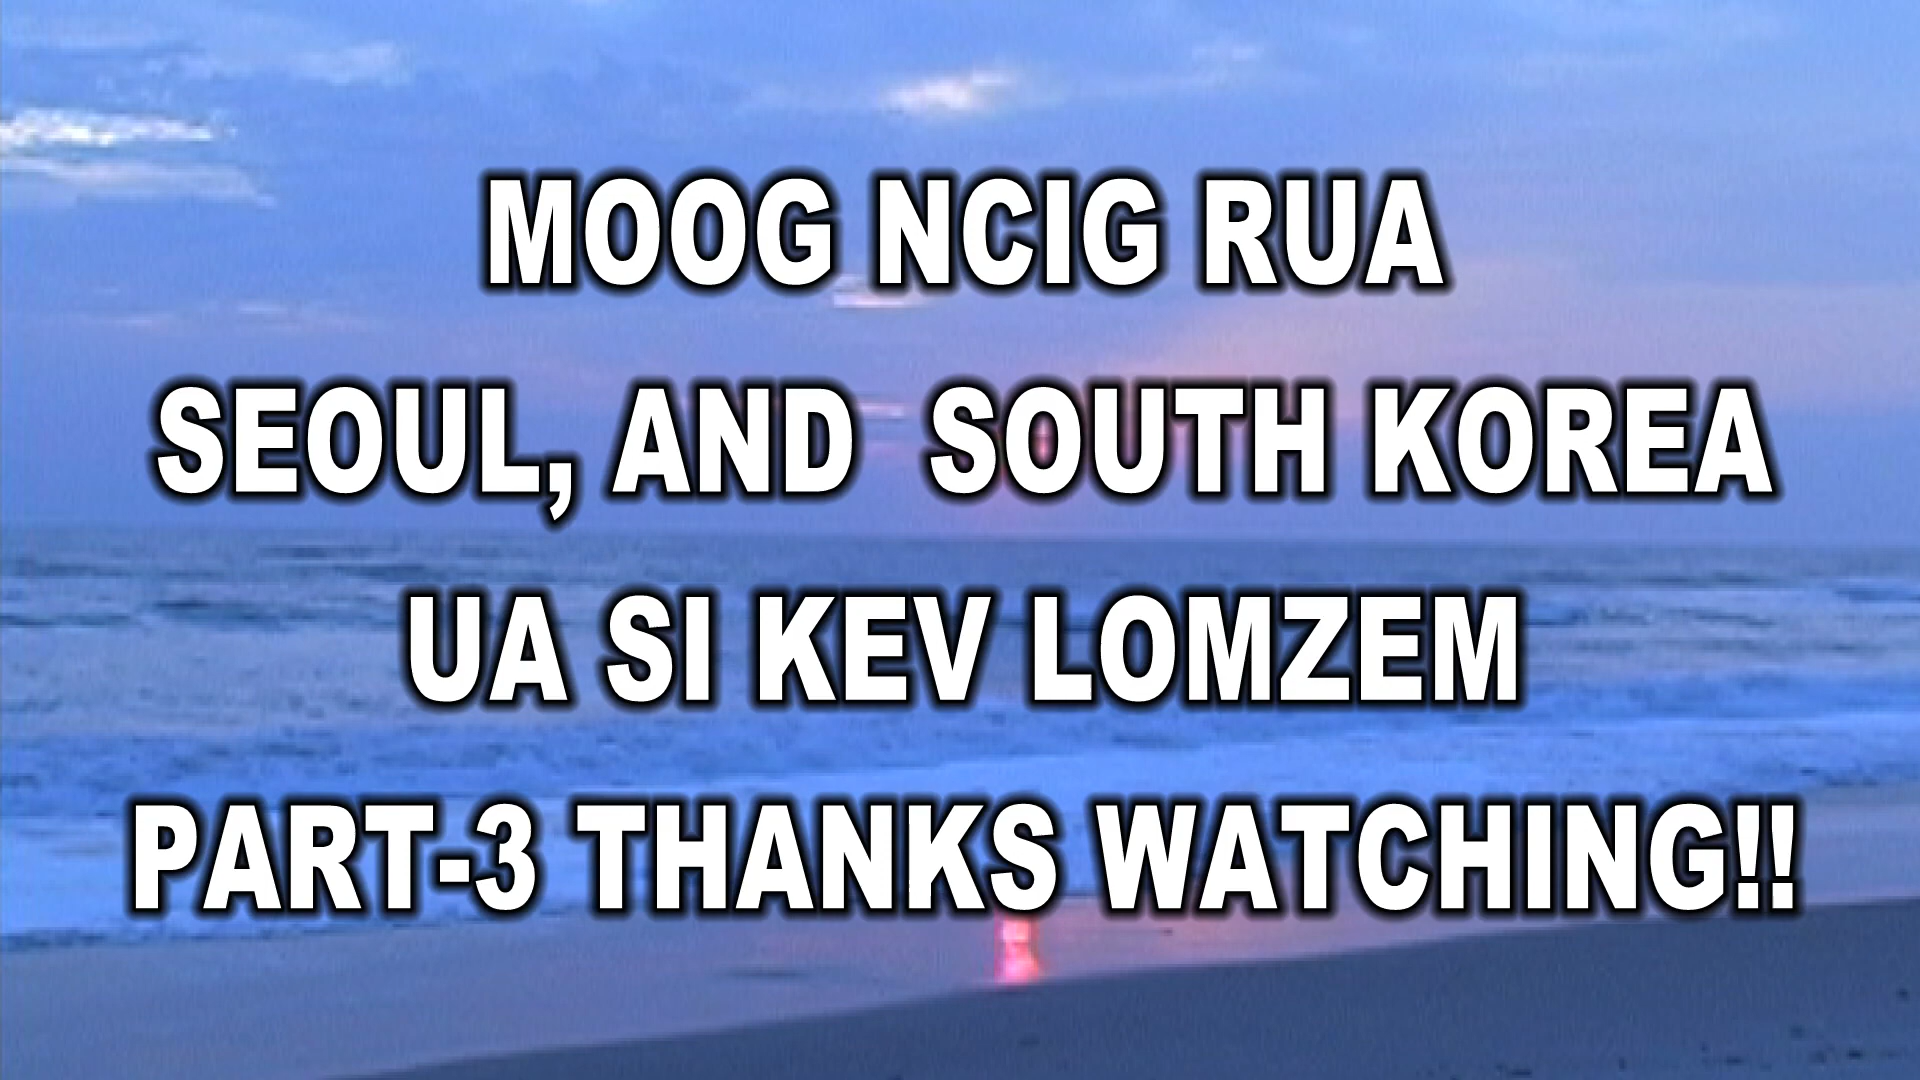 MOOG NCIG RUA
SEOUL, AND SOUTH KOREA
UA SI KEV LOMZEM
PART-3 THANKS WATCHING!!